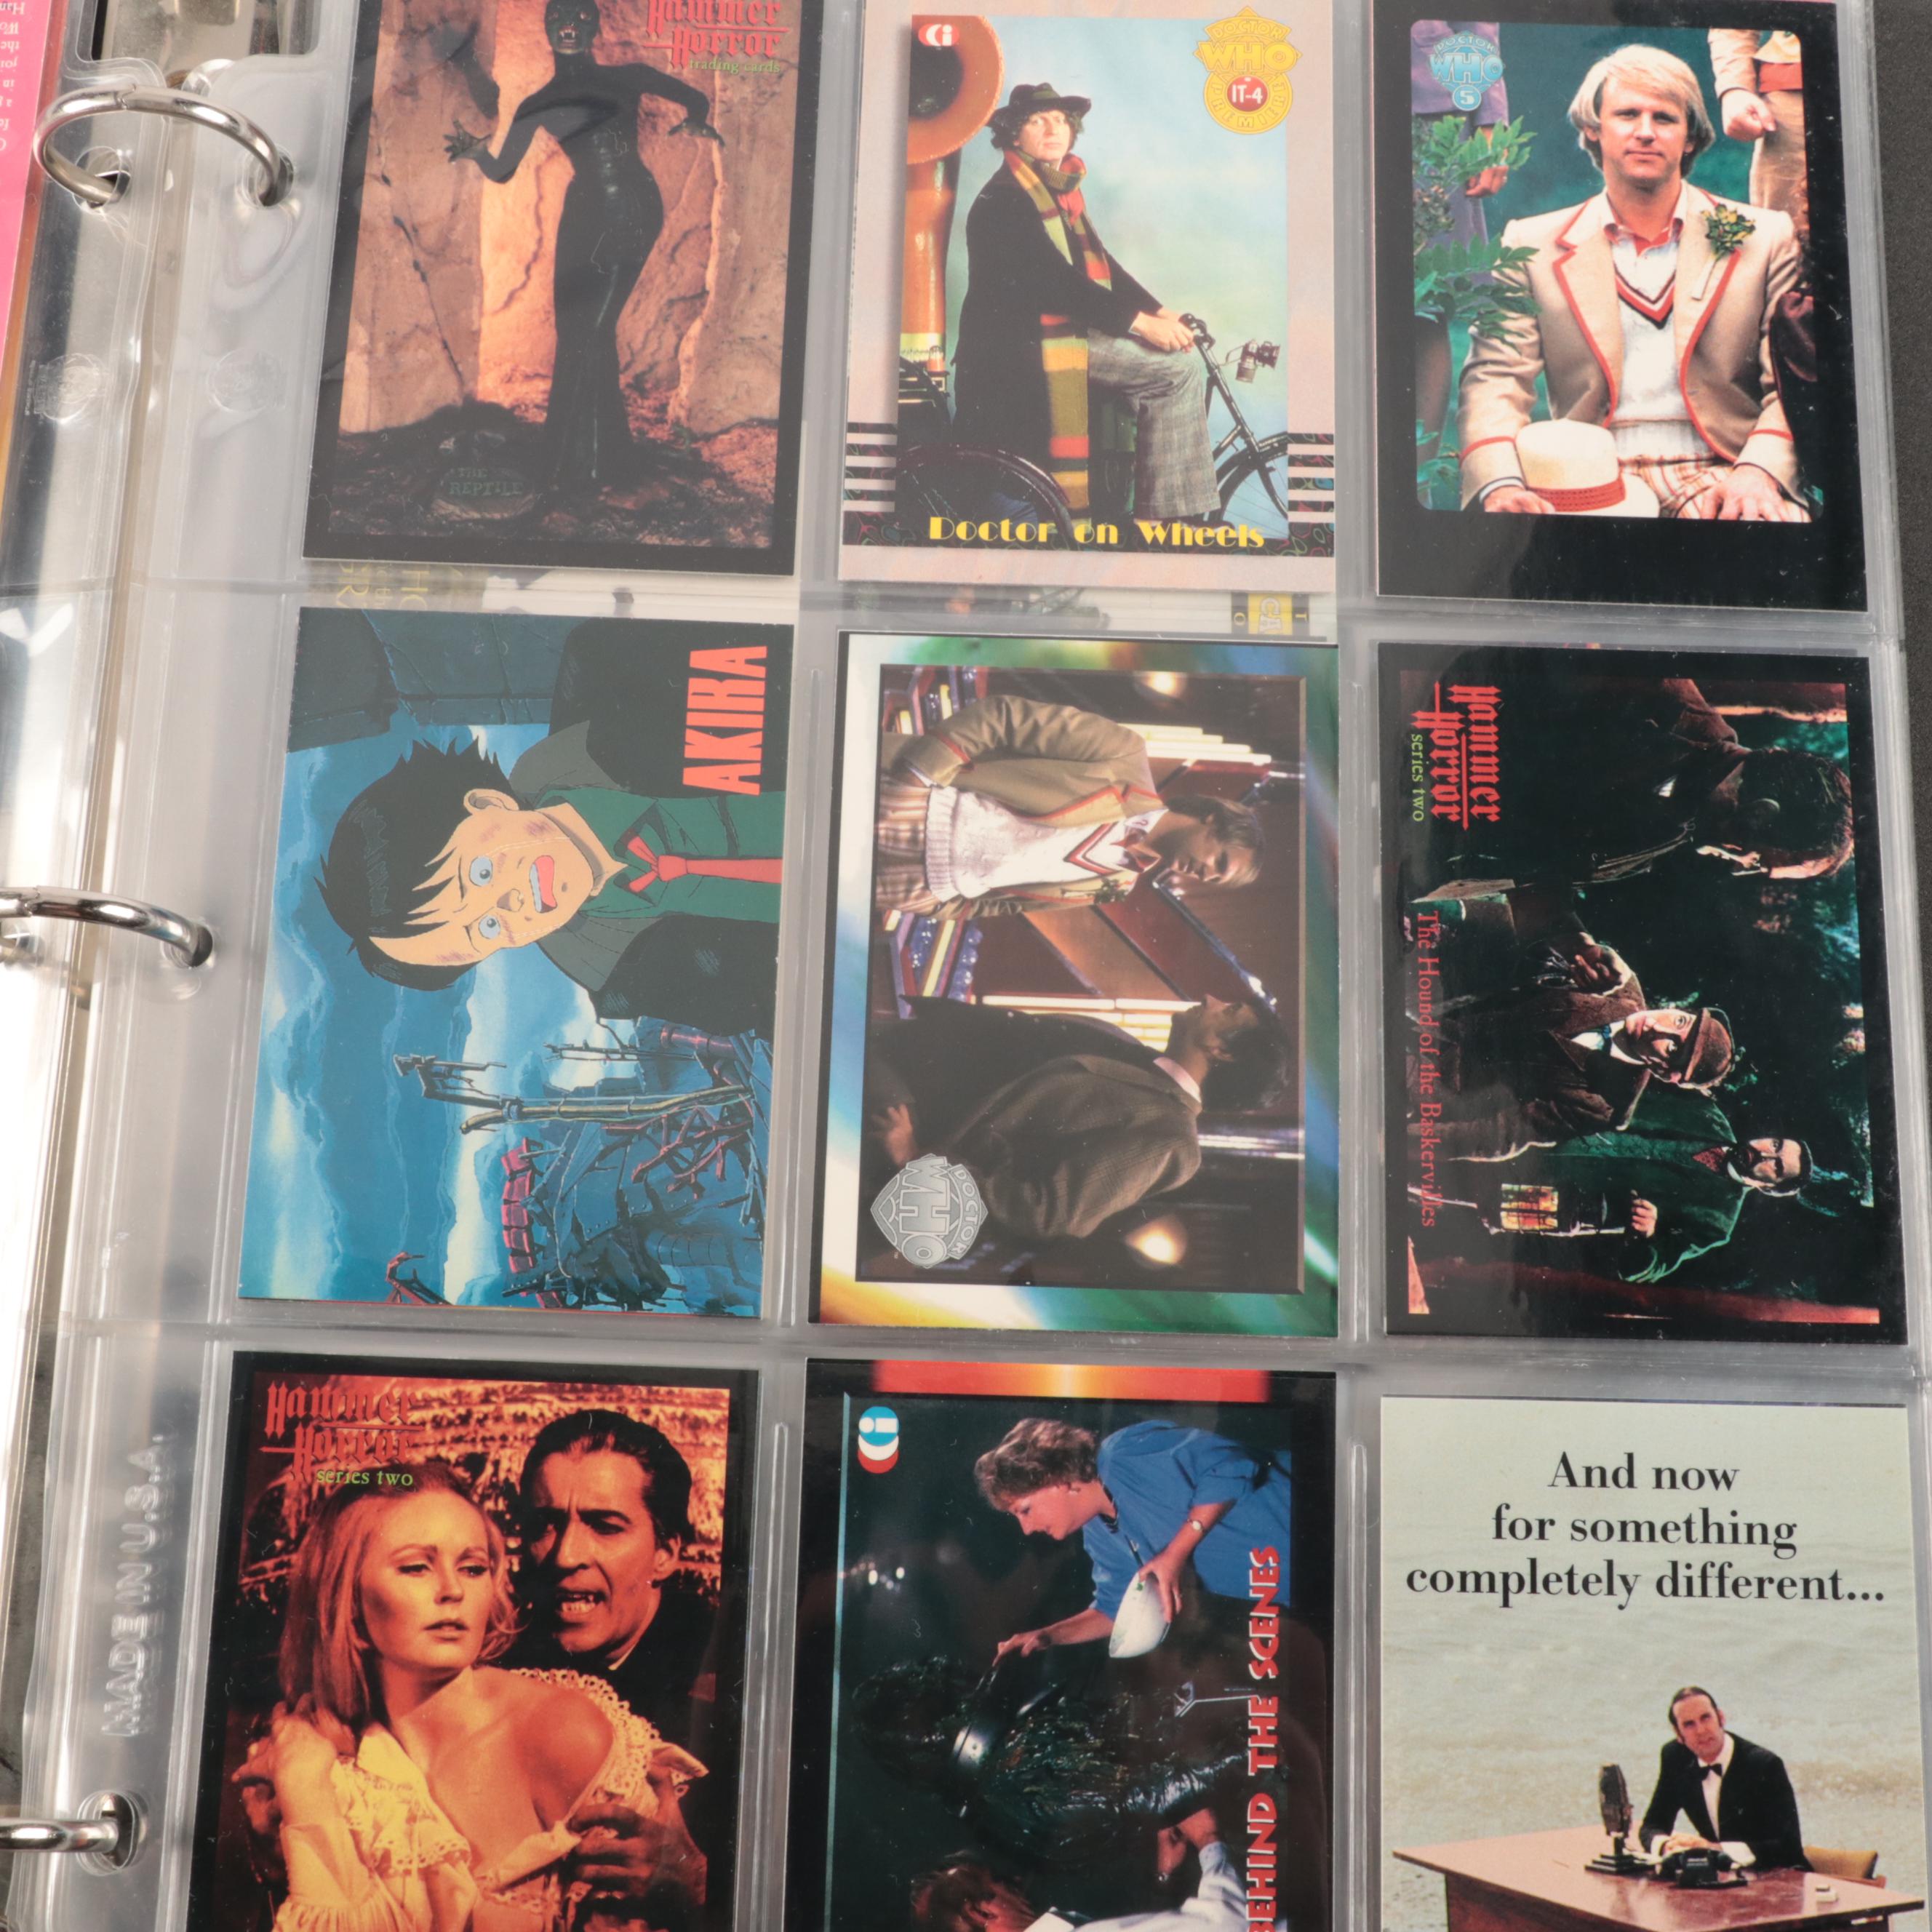 Hammer
Horror
trading cards
THE
REPTILE
Ci
DOCTOR
WHO
IT-4
PREMIER
Doctor on Wheels
DOCTOR
WHO
5
AKIRA
DOCTOR
WHO
Hammer
Horror
series two
The Hound of the Baskervilles
MADE IN U.S.A.
Hammer
Horror
series two
Ci
BEHIND THE SCENES
And now
for something
completely different...